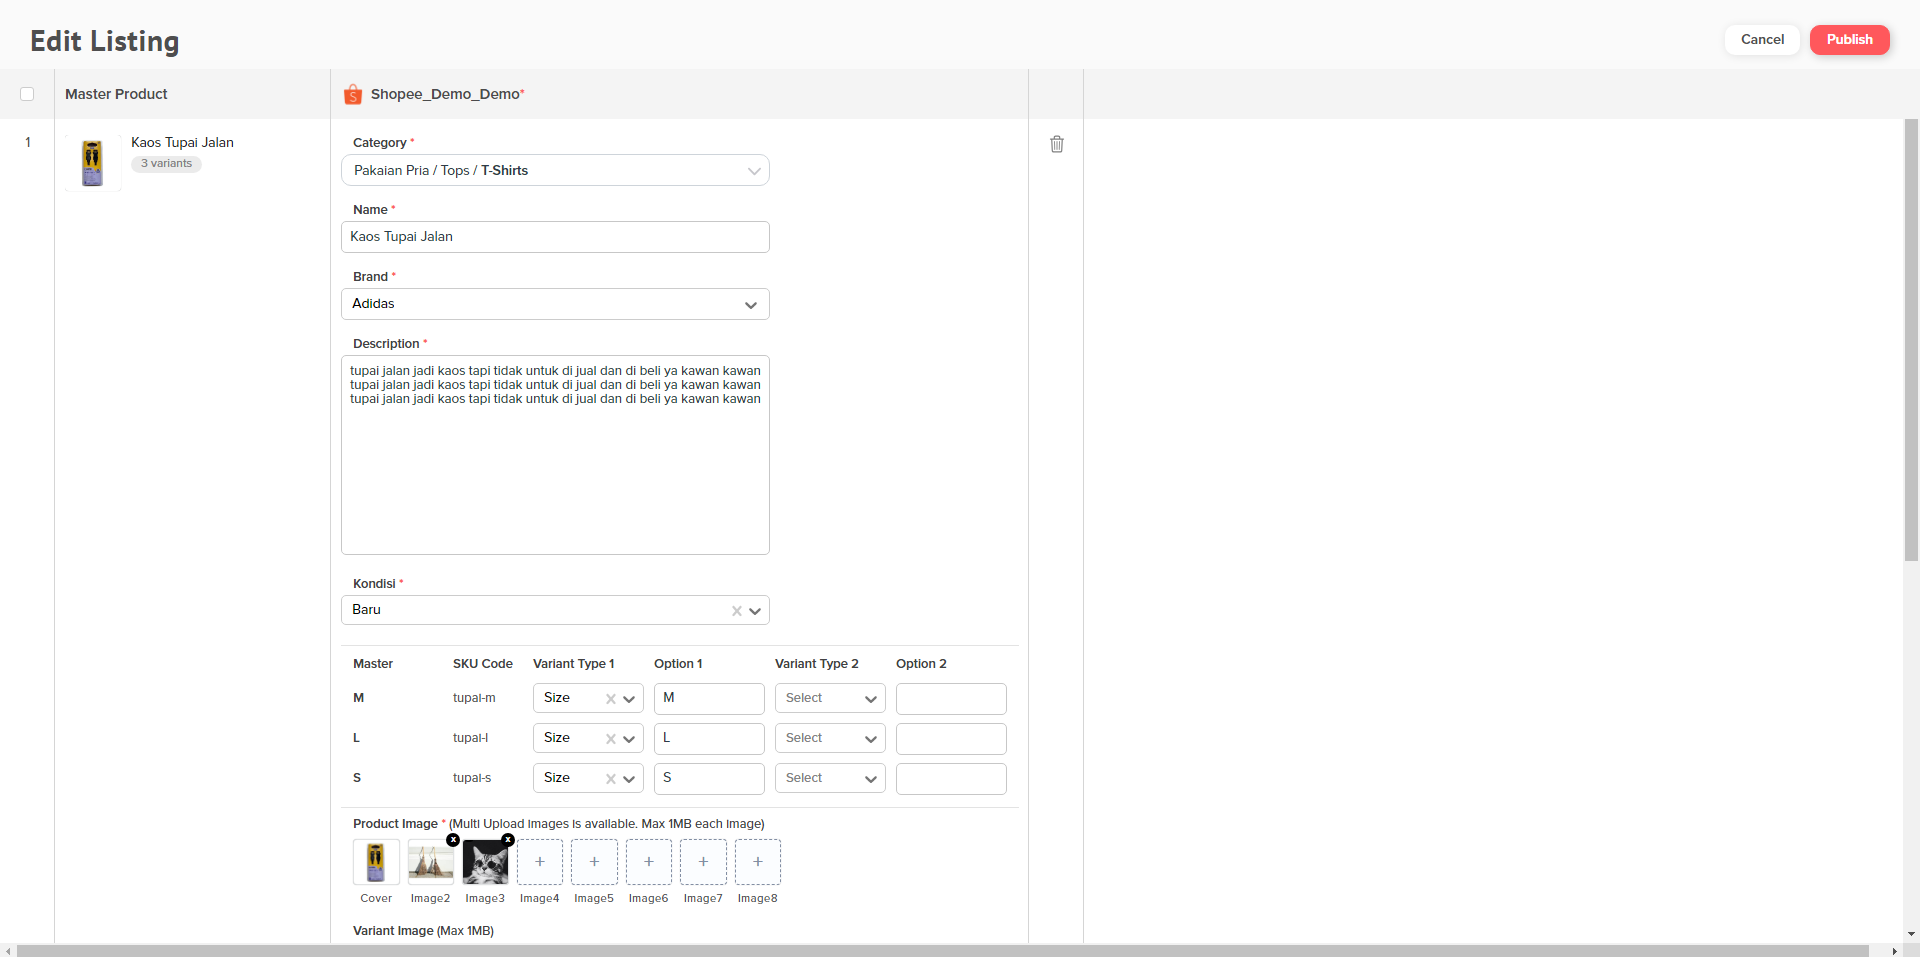 Edit Listing
Cancel
Publish
Master Product
Shopee_Demo_Demo*
1
Kaos Tupai Jalan
3 variants
Category *
Pakaian Pria / Tops / T-Shirts
Name *
Kaos Tupai Jalan
Brand *
Adidas
Description *
tupai jalan jadi kaos tapi tidak untuk di jual dan di beli ya kawan kawan
tupai jalan jadi kaos tapi tidak untuk di jual dan di beli ya kawan kawan
tupai jalan jadi kaos tapi tidak untuk di jual dan di beli ya kawan kawan
Kondisi *
Baru
Master SKU Code Variant Type 1 Option 1 Variant Type 2 Option 2
M tupai-m Size M Select
L tupai-l Size L Select
S tupai-s Size S Select
Product Image * (Multi Upload images is available. Max 1MB each image)
Cover Image2 Image3 Image4 Image5 Image6 Image7 Image8
Variant Image (Max 1MB)